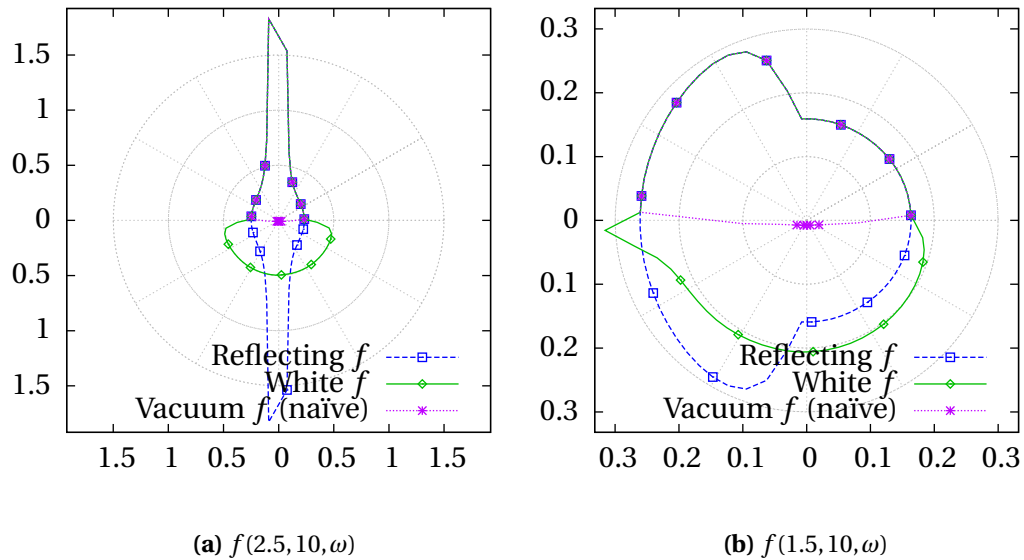 1.5
1
0.5
0
0.5
1
1.5
Reflecting f
White f
Vacuum f (naïve)
1.5 1 0.5 0 0.5 1 1.5
(a) f(2.5,10,ω)
0.3
0.2
0.1
0
0.1
0.2
0.3
Reflecting f
White f
Vacuum f (naïve)
0.3 0.2 0.1 0 0.1 0.2 0.3
(b) f(1.5,10,ω)